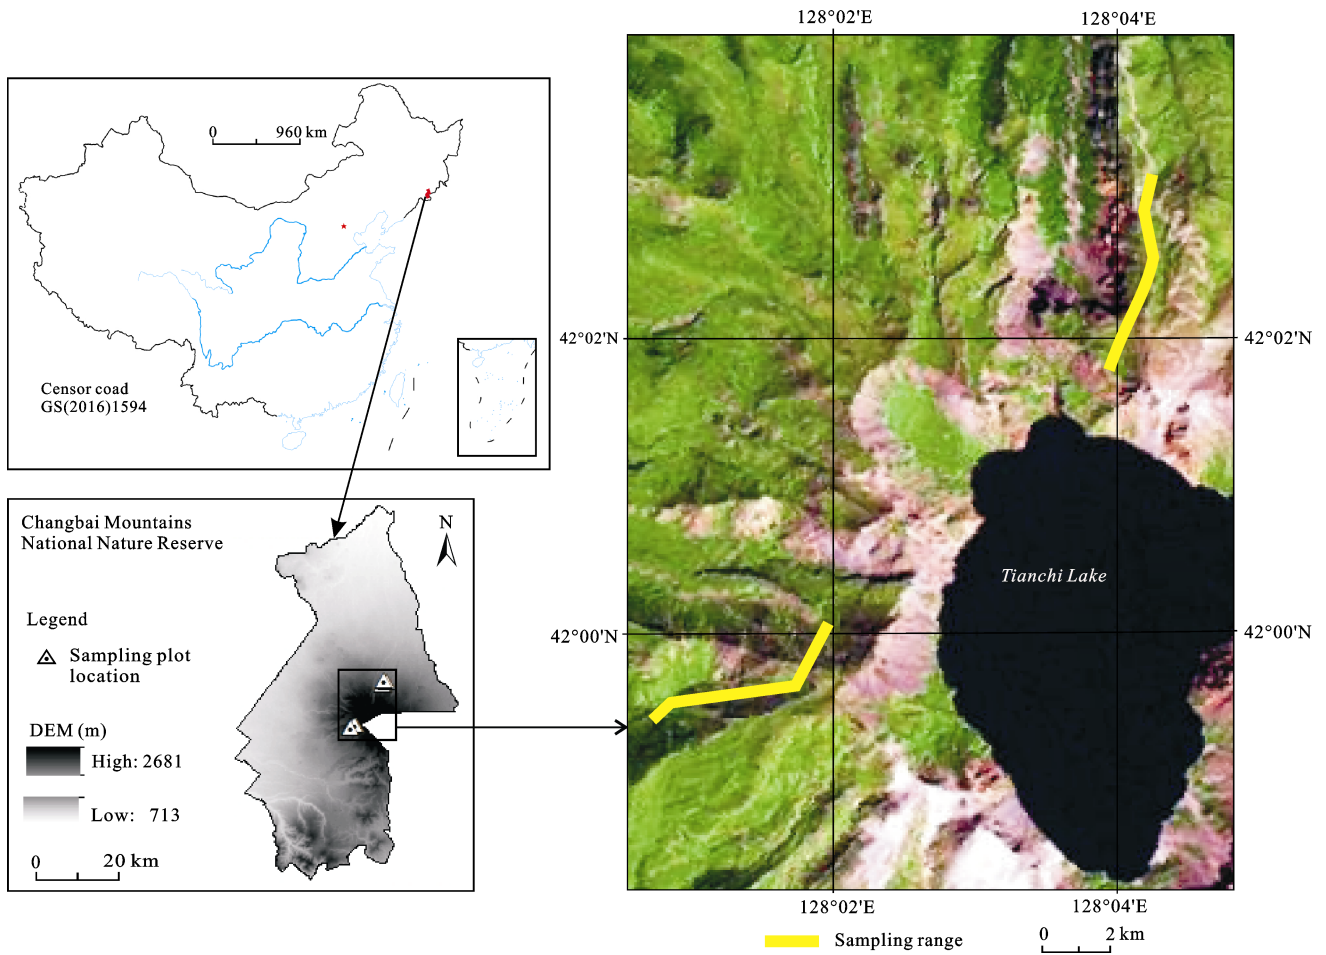 0 960 km
Censor coad
GS(2016)1594
Changbai Mountains
National Nature Reserve
N
Legend
Sampling plot
location
DEM (m)
High: 2681
Low: 713
0 20 km
128°02'E 128°04'E
42°02'N 42°02'N
Tianchi Lake
42°00'N 42°00'N
128°02'E 128°04'E
Sampling range
0 2 km